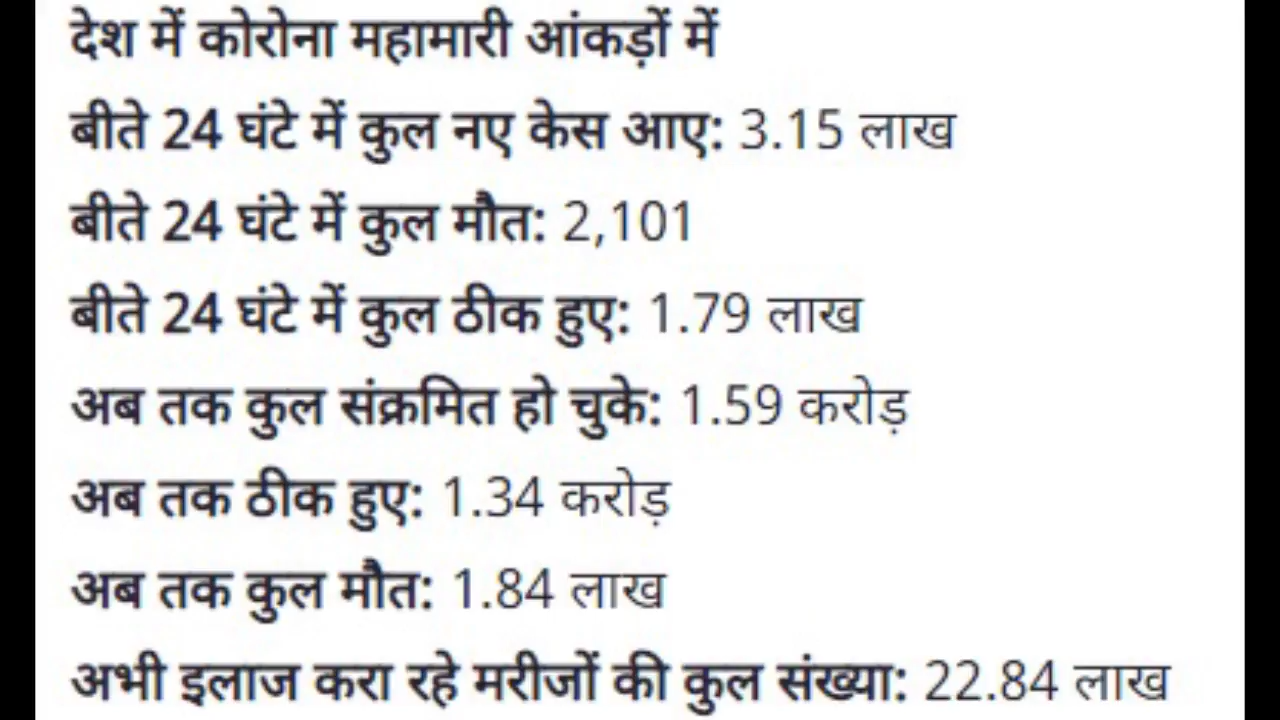 देश में कोरोना महामारी आंकड़ों में
बीते 24 घंटे में कुल नए केस आए: 3.15 लाख
बीते 24 घंटे में कुल मौत: 2,101
बीते 24 घंटे में कुल ठीक हुए: 1.79 लाख
अब तक कुल संक्रमित हो चुके: 1.59 करोड़
अब तक ठीक हुए: 1.34 करोड़
अब तक कुल मौत: 1.84 लाख
अभी इलाज करा रहे मरीजों की कुल संख्या: 22.84 लाख